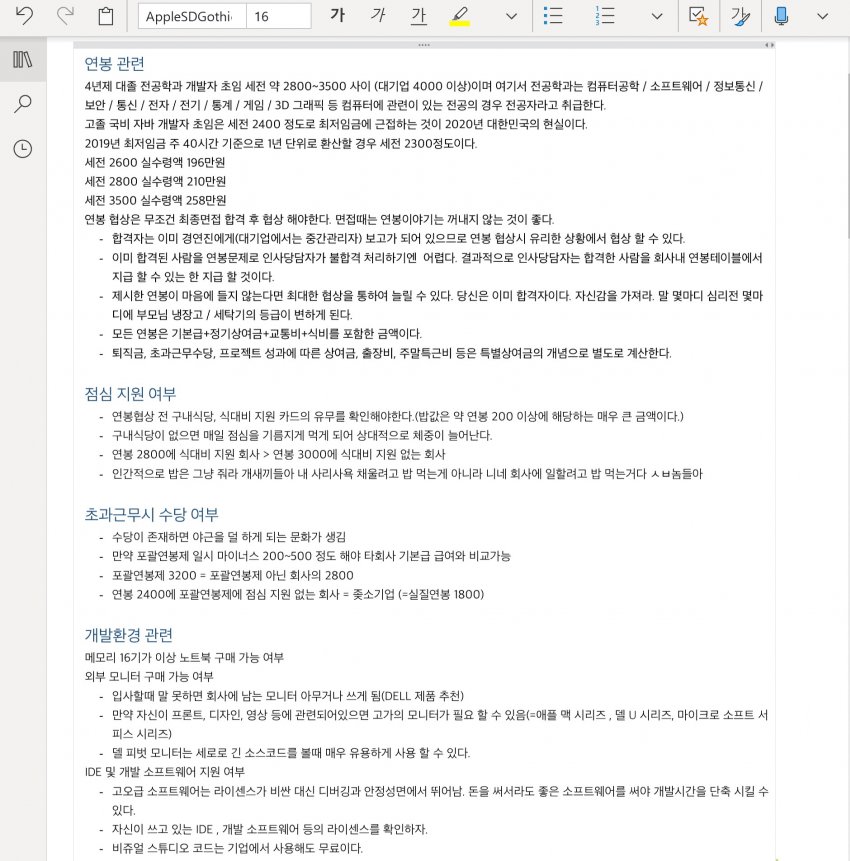 AppleSDGothi
16
가
가
가
연봉 관련
4년제 대졸 전공학과 개발자 초임 세전 약 2800~3500 사이 (대기업 4000 이상)이며 여기서 전공학과는 컴퓨터공학 / 소프트웨어 / 정보통신 /
보안 / 통신 / 전자 / 전기 / 통계 / 게임 / 3D 그래픽 등 컴퓨터에 관련이 있는 전공의 경우 전공자라고 취급한다.
고졸 국비 자바 개발자 초임은 세전 2400 정도로 최저임금에 근접하는 것이 2020년 대한민국의 현실이다.
2019년 최저임금 주 40시간 기준으로 1년 단위로 환산할 경우 세전 2300정도이다.
세전 2600 실수령액 196만원
세전 2800 실수령액 210만원
세전 3500 실수령액 258만원
연봉 협상은 무조건 최종면접 합격 후 협상 해야한다. 면접때는 연봉이야기는 꺼내지 않는 것이 좋다.
- 합격자는 이미 경연진에게(대기업에서는 중간관리자) 보고가 되어 있으므로 연봉 협상시 유리한 상황에서 협상 할 수 있다.
- 이미 합격된 사람을 연봉문제로 인사당담자가 불합격 처리하기엔 어렵다. 결과적으로 인사당담자는 합격한 사람을 회사내 연봉테이블에서
지급 할 수 있는 한 지급 할 것이다.
- 제시한 연봉이 마음에 들지 않는다면 최대한 협상을 통하여 늘릴 수 있다. 당신은 이미 합격자이다. 자신감을 가져라. 말 몇마디 심리전 몇마
디에 부모님 냉장고 / 세탁기의 등급이 변하게 된다.
- 모든 연봉은 기본급+정기상여금+교통비+식비를 포함한 금액이다.
- 퇴직금, 초과근무수당, 프로젝트 성과에 따른 상여금, 출장비, 주말특근비 등은 특별상여금의 개념으로 별도로 계산한다.
점심 지원 여부
- 연봉협상 전 구내식당, 식대비 지원 카드의 유무를 확인해야한다.(밥값은 약 연봉 200 이상에 해당하는 매우 큰 금액이다.)
- 구내식당이 없으면 매일 점심을 기름지게 먹게 되어 상대적으로 체중이 늘어난다.
- 연봉 2800에 식대비 지원 회사 > 연봉 3000에 식대비 지원 없는 회사
- 인간적으로 밥은 그냥 줘라 개새끼들아 내 사리사욕 채울려고 밥 먹는게 아니라 니네 회사에 일할려고 밥 먹는거다 ㅅㅂ놈들아
초과근무시 수당 여부
- 수당이 존재하면 야근을 덜 하게 되는 문화가 생김
- 만약 포괄연봉제 일시 마이너스 200~500 정도 해야 타회사 기본급 급여와 비교가능
- 포괄연봉제 3200 = 포괄연봉제 아닌 회사의 2800
- 연봉 2400에 포괄연봉제에 점심 지원 없는 회사 = 좆소기업 (=실질연봉 1800)
개발환경 관련
메모리 16기가 이상 노트북 구매 가능 여부
외부 모니터 구매 가능 여부
- 입사할때 말 못하면 회사에 남는 모니터 아무거나 쓰게 됨(DELL 제품 추천)
- 만약 자신이 프론트, 디자인, 영상 등에 관련되어있으면 고가의 모니터가 필요 할 수 있음(=애플 맥 시리즈 , 델 U 시리즈, 마이크로 소프트 서
피스 시리즈)
- 델 피벗 모니터는 세로로 긴 소스코드를 볼때 매우 유용하게 사용 할 수 있다.
IDE 및 개발 소프트웨어 지원 여부
- 고오급 소프트웨어는 라이센스가 비싼 대신 디버깅과 안정성면에서 뛰어남. 돈을 써서라도 좋은 소프트웨어를 써야 개발시간을 단축 시킬 수
있다.
- 자신이 쓰고 있는 IDE , 개발 소프트웨어 등의 라이센스를 확인하자.
- 비쥬얼 스튜디오 코드는 기업에서 사용해도 무료이다.